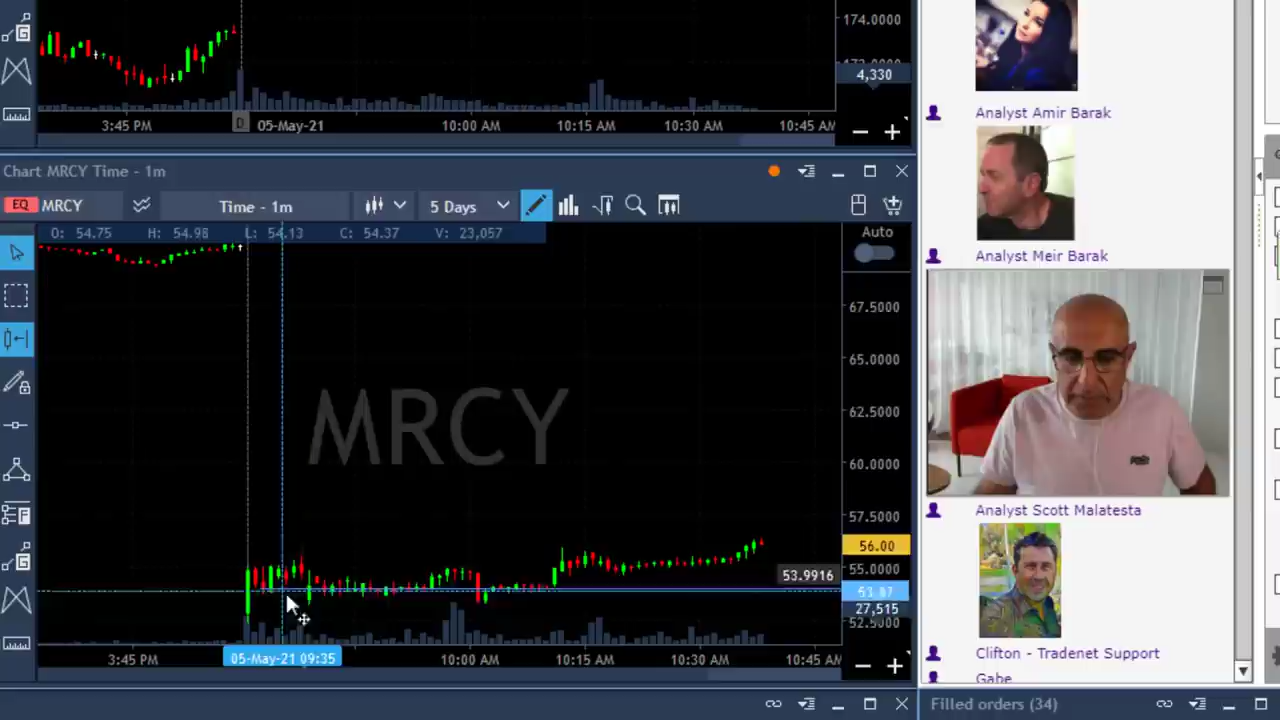 174.0000
4,330
3:45 PM D 05-May-21 10:00 AM 10:15 AM 10:30 AM 10:45 AM
Chart MRCY Time - 1m
EQ MRCY Time - 1m 5 Days
O: 54.75 H: 54.98 L: 54.13 C: 54.37 V: 23,057
Auto
67.5000
65.0000
62.5000
MRCY
60.0000
57.5000
56.00
55.0000
53.9916
53.87
27,515
3:45 PM 05-May-21 09:35 10:00 AM 10:15 AM 10:30 AM 10:45 AM
Analyst Amir Barak
Analyst Meir Barak
Analyst Scott Malatesta
Clifton - Tradenet Support
Gabe
Filled orders (34)